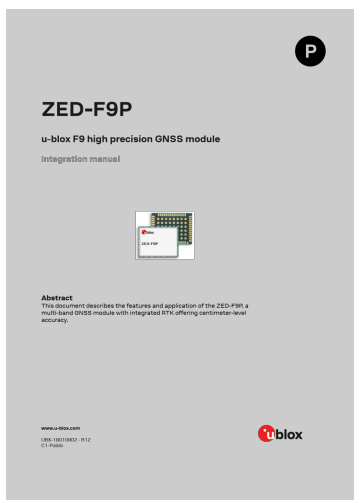 P
ZED-F9P
u-blox F9 high precision GNSS module
Integration manual
ublox
ZED-F9P
Abstract
This document describes the features and application of the ZED-F9P, a
multi-band GNSS module with integrated RTK offering centimeter-level
accuracy.
www.u-blox.com
UBX-18010802 - R12
C1-Public
ublox